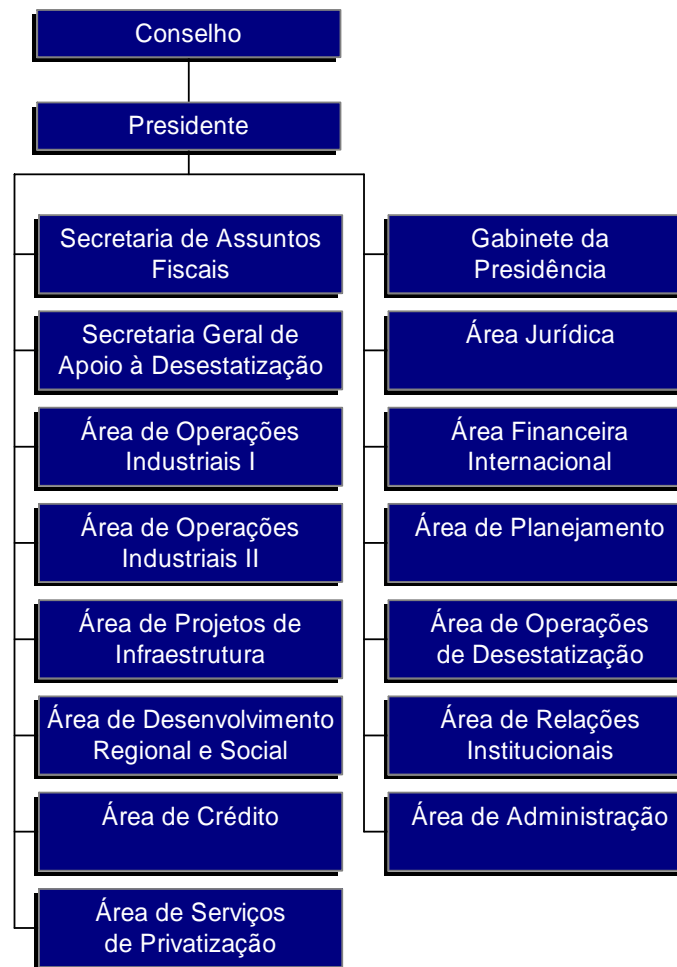 Conselho
Presidente
Secretaria de Assuntos
Fiscais
Secretaria Geral de
Apoio à Desestatização
Área de Operações
Industriais I
Área de Operações
Industriais II
Área de Projetos de
Infraestrutura
Área de Desenvolvimento
Regional e Social
Área de Crédito
Área de Serviços
de Privatização
Gabinete da
Presidência
Área Jurídica
Área Financeira
Internacional
Área de Planejamento
Área de Operações
de Desestatização
Área de Relações
Institucionais
Área de Administração